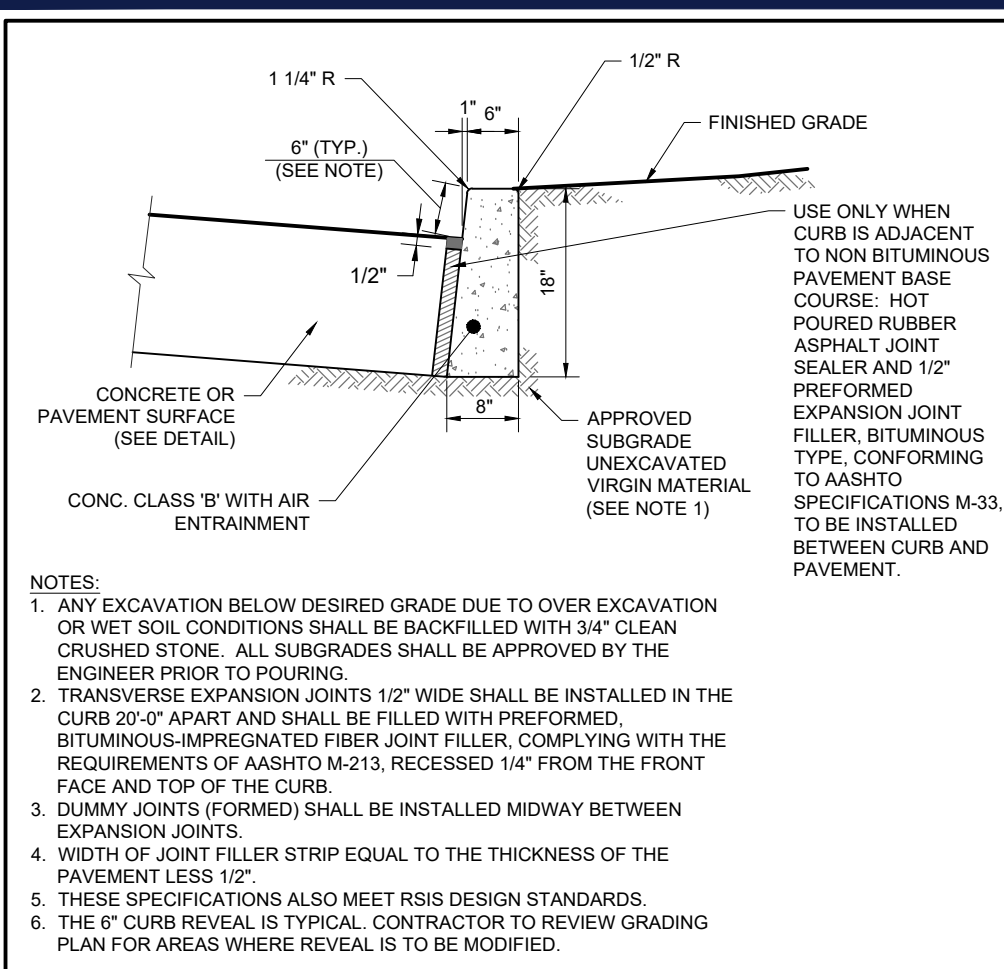 1 1/4" R
1/2" R
1" 6"
FINISHED GRADE
6" (TYP.)
(SEE NOTE)
1/2"
18"
8"
USE ONLY WHEN
CURB IS ADJACENT
TO NON BITUMINOUS
PAVEMENT BASE
COURSE: HOT
POURED RUBBER
ASPHALT JOINT
SEALER AND 1/2"
PREFORMED
EXPANSION JOINT
FILLER, BITUMINOUS
TYPE, CONFORMING
TO AASHTO
SPECIFICATIONS M-33,
TO BE INSTALLED
BETWEEN CURB AND
PAVEMENT.
CONCRETE OR
PAVEMENT SURFACE
(SEE DETAIL)
APPROVED
SUBGRADE
UNEXCAVATED
VIRGIN MATERIAL
(SEE NOTE 1)
CONC. CLASS 'B' WITH AIR
ENTRAINMENT
NOTES:
1. ANY EXCAVATION BELOW DESIRED GRADE DUE TO OVER EXCAVATION
OR WET SOIL CONDITIONS SHALL BE BACKFILLED WITH 3/4" CLEAN
CRUSHED STONE. ALL SUBGRADES SHALL BE APPROVED BY THE
ENGINEER PRIOR TO POURING.
2. TRANSVERSE EXPANSION JOINTS 1/2" WIDE SHALL BE INSTALLED IN THE
CURB 20'-0" APART AND SHALL BE FILLED WITH PREFORMED,
BITUMINOUS-IMPREGNATED FIBER JOINT FILLER, COMPLYING WITH THE
REQUIREMENTS OF AASHTO M-213, RECESSED 1/4" FROM THE FRONT
FACE AND TOP OF THE CURB.
3. DUMMY JOINTS (FORMED) SHALL BE INSTALLED MIDWAY BETWEEN
EXPANSION JOINTS.
4. WIDTH OF JOINT FILLER STRIP EQUAL TO THE THICKNESS OF THE
PAVEMENT LESS 1/2".
5. THESE SPECIFICATIONS ALSO MEET RSIS DESIGN STANDARDS.
6. THE 6" CURB REVEAL IS TYPICAL. CONTRACTOR TO REVIEW GRADING
PLAN FOR AREAS WHERE REVEAL IS TO BE MODIFIED.